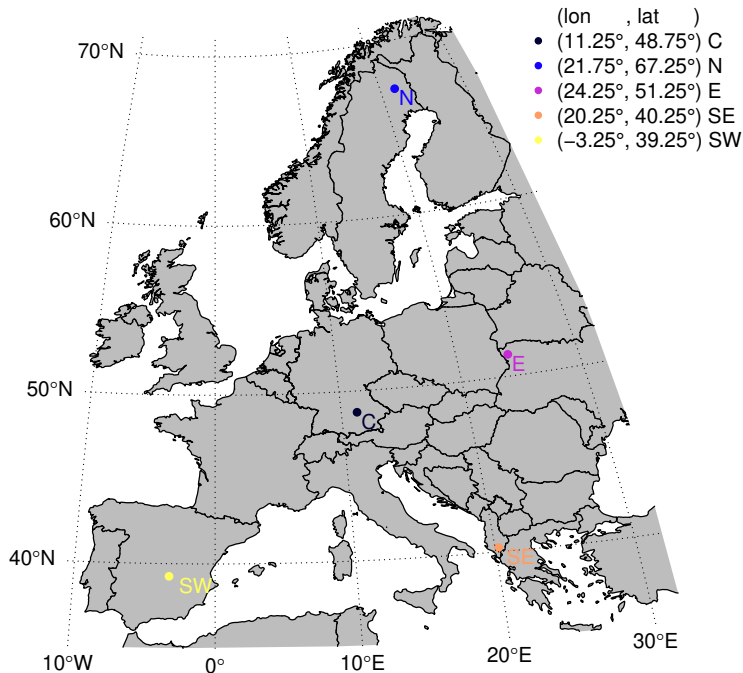 (lon , lat )
(11.25°, 48.75°) C
(21.75°, 67.25°) N
(24.25°, 51.25°) E
(20.25°, 40.25°) SE
(−3.25°, 39.25°) SW
70°N
N
60°N
E
50°N
C
SE
40°N
SW
10°W
0°
10°E
20°E
30°E